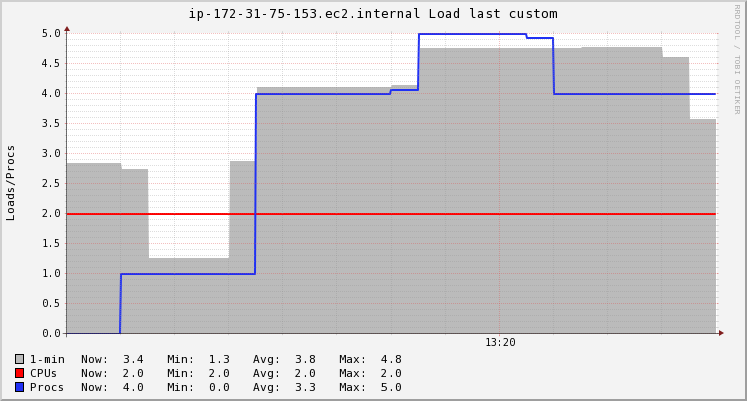 ip-172-31-75-153.ec2.internal Load last custom
RRDTOOL / TOBI OETIKER
Loads/Procs
5.0
4.5
4.0
3.5
3.0
2.5
2.0
1.5
1.0
0.5
0.0
13:20
1-min Now: 3.4 Min: 1.3 Avg: 3.8 Max: 4.8
CPUs Now: 2.0 Min: 2.0 Avg: 2.0 Max: 2.0
Procs Now: 4.0 Min: 0.0 Avg: 3.3 Max: 5.0